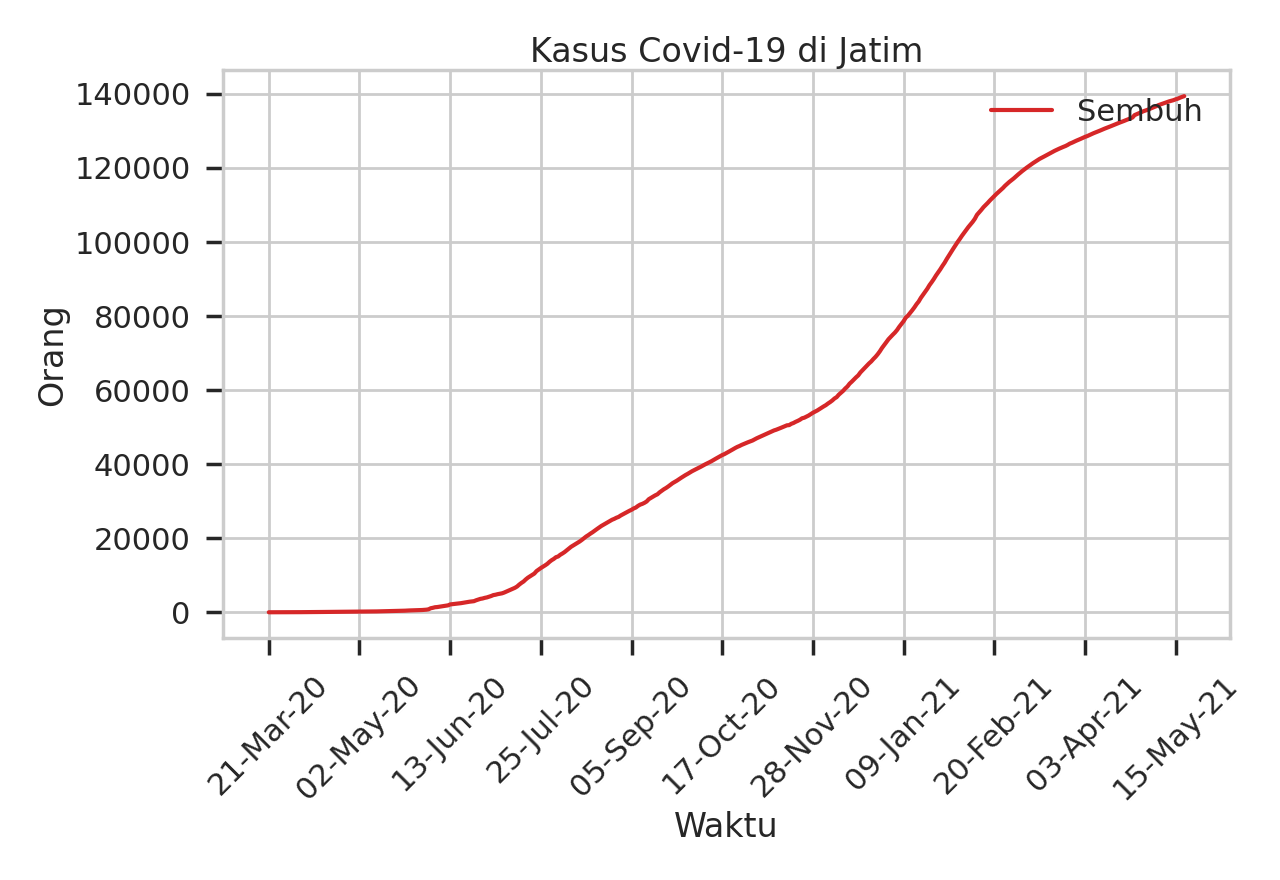 Kasus Covid-19 di Jatim
Sembuh
140000
120000
100000
80000
60000
40000
20000
0
Orang
21-Mar-20
02-May-20
13-Jun-20
25-Jul-20
05-Sep-20
17-Oct-20
28-Nov-20
09-Jan-21
20-Feb-21
03-Apr-21
15-May-21
Waktu